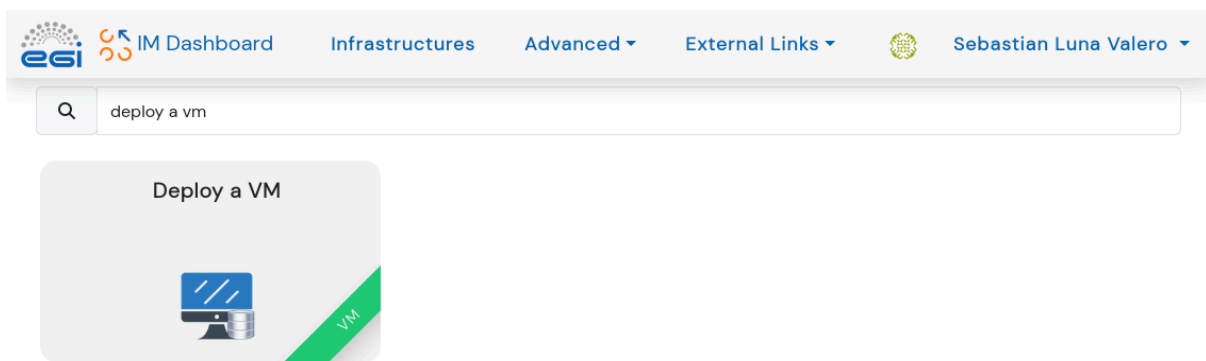 egi IM Dashboard Infrastructures Advanced External Links Sebastian Luna Valero
deploy a vm
Deploy a VM
VM